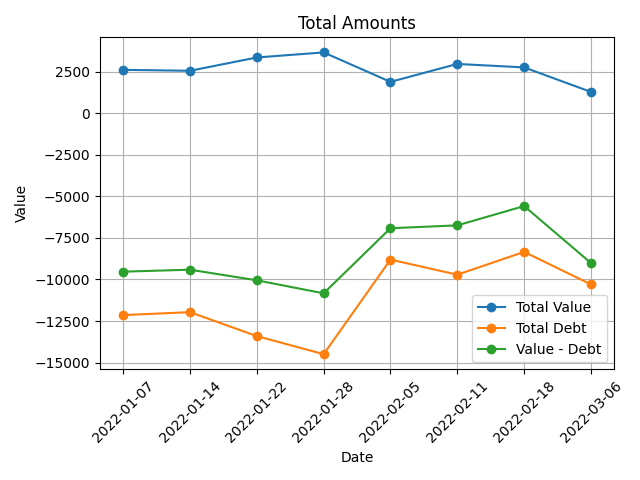 Total Amounts
Value
2500
0
−2500
−5000
−7500
−10000
−12500
−15000
Total Value
Total Debt
Value - Debt
2022-01-07
2022-01-14
2022-01-22
2022-01-28
2022-02-05
2022-02-11
2022-02-18
2022-03-06
Date